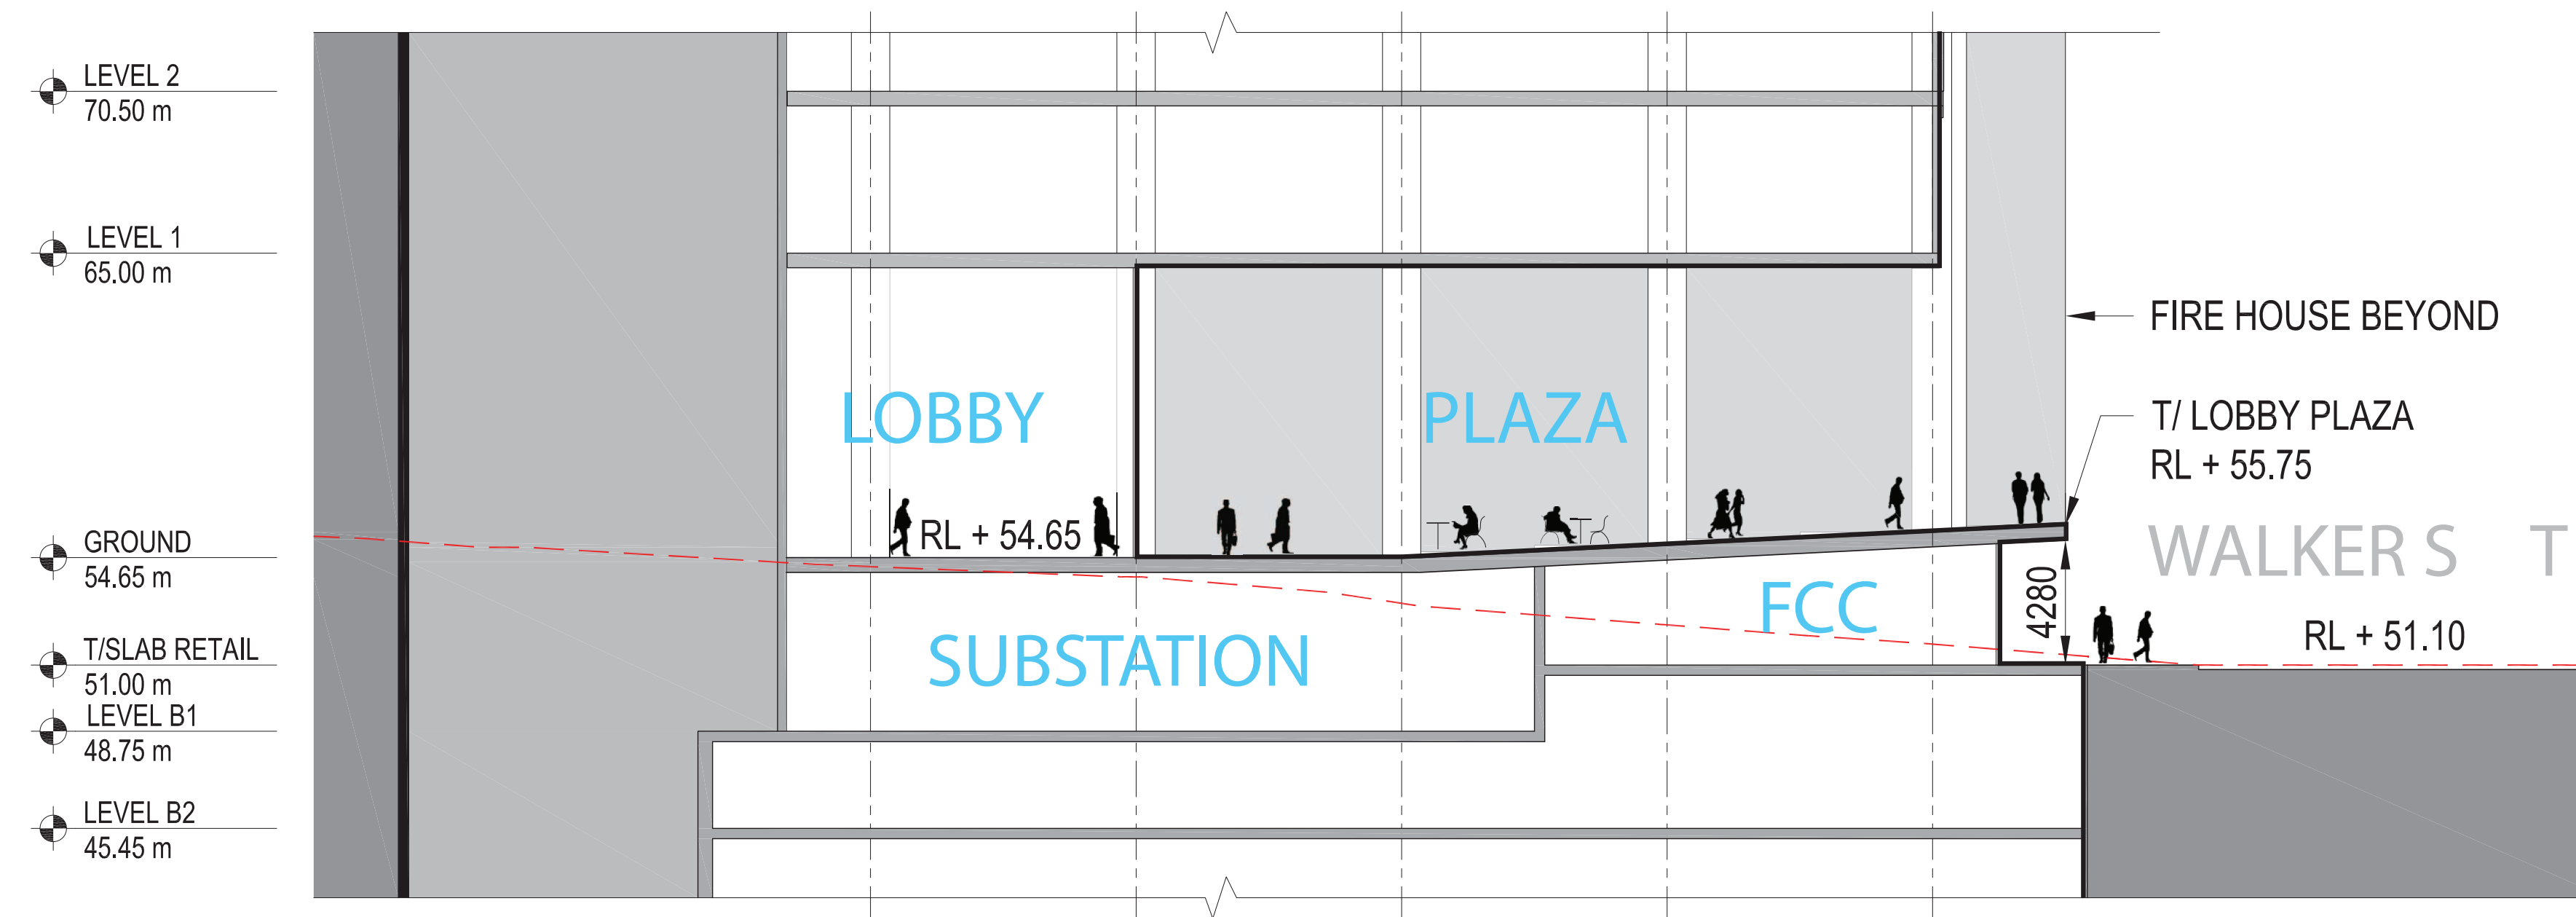 LEVEL 2
70.50 m
LEVEL 1
65.00 m
GROUND
54.65 m
T/SLAB RETAIL
51.00 m
LEVEL B1
48.75 m
LEVEL B2
45.45 m
LOBBY
PLAZA
RL + 54.65
SUBSTATION
FCC
4280
FIRE HOUSE BEYOND
T/ LOBBY PLAZA
RL + 55.75
WALKER S T
RL + 51.10